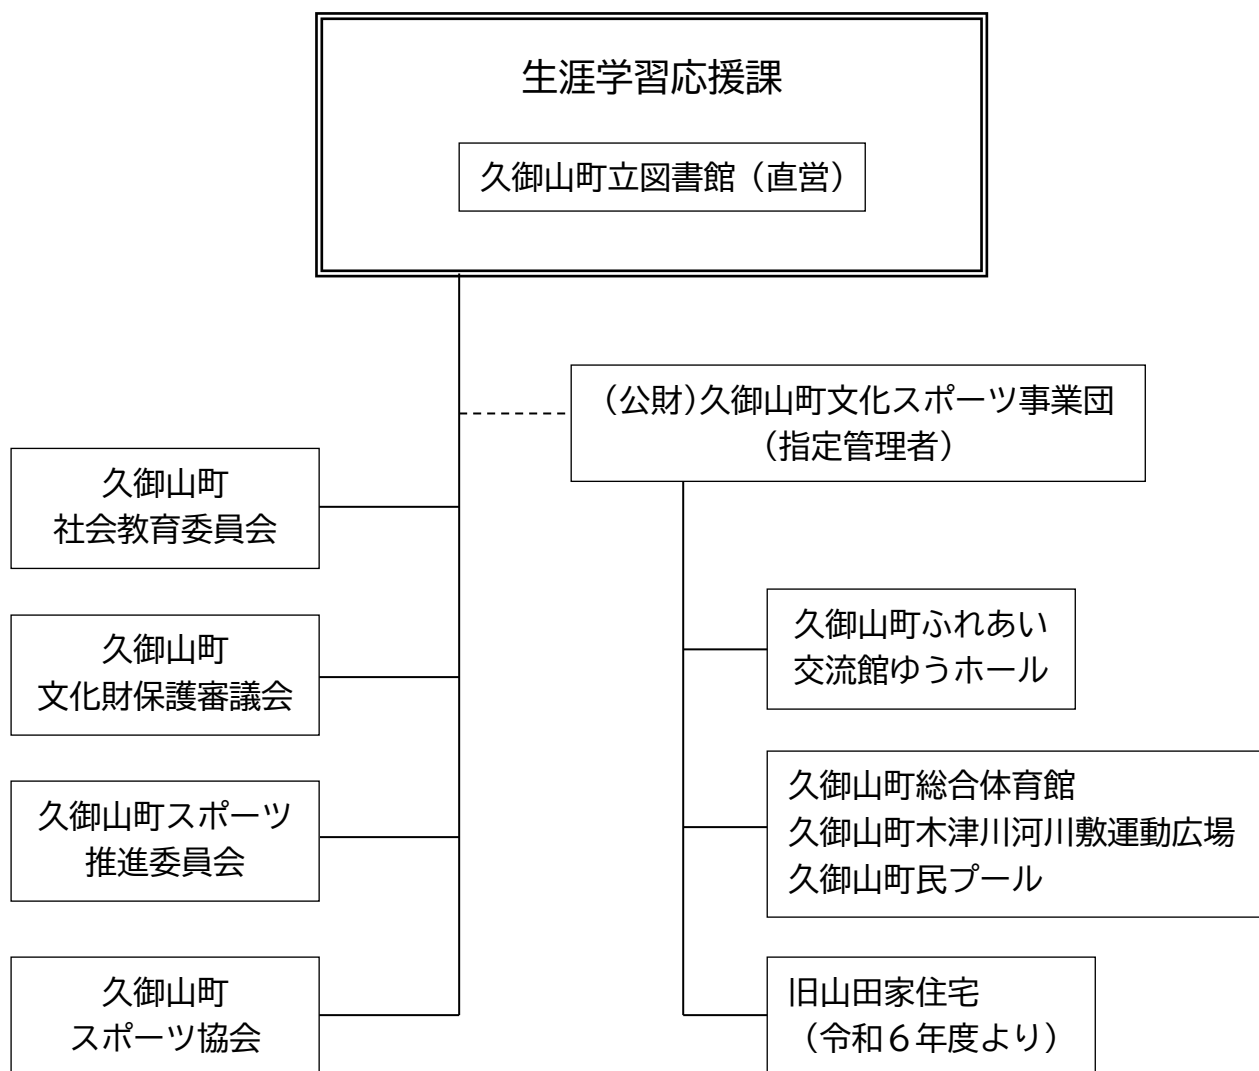 生涯学習応援課
久御山町立図書館（直営）
（公財）久御山町文化スポーツ事業団
（指定管理者）
久御山町
社会教育委員会
久御山町
文化財保護審議会
久御山町スポーツ
推進委員会
久御山町
スポーツ協会
久御山町ふれあい
交流館ゆうホール
久御山町総合体育館
久御山町木津川河川敷運動広場
久御山町民プール
旧山田家住宅
（令和６年度より）